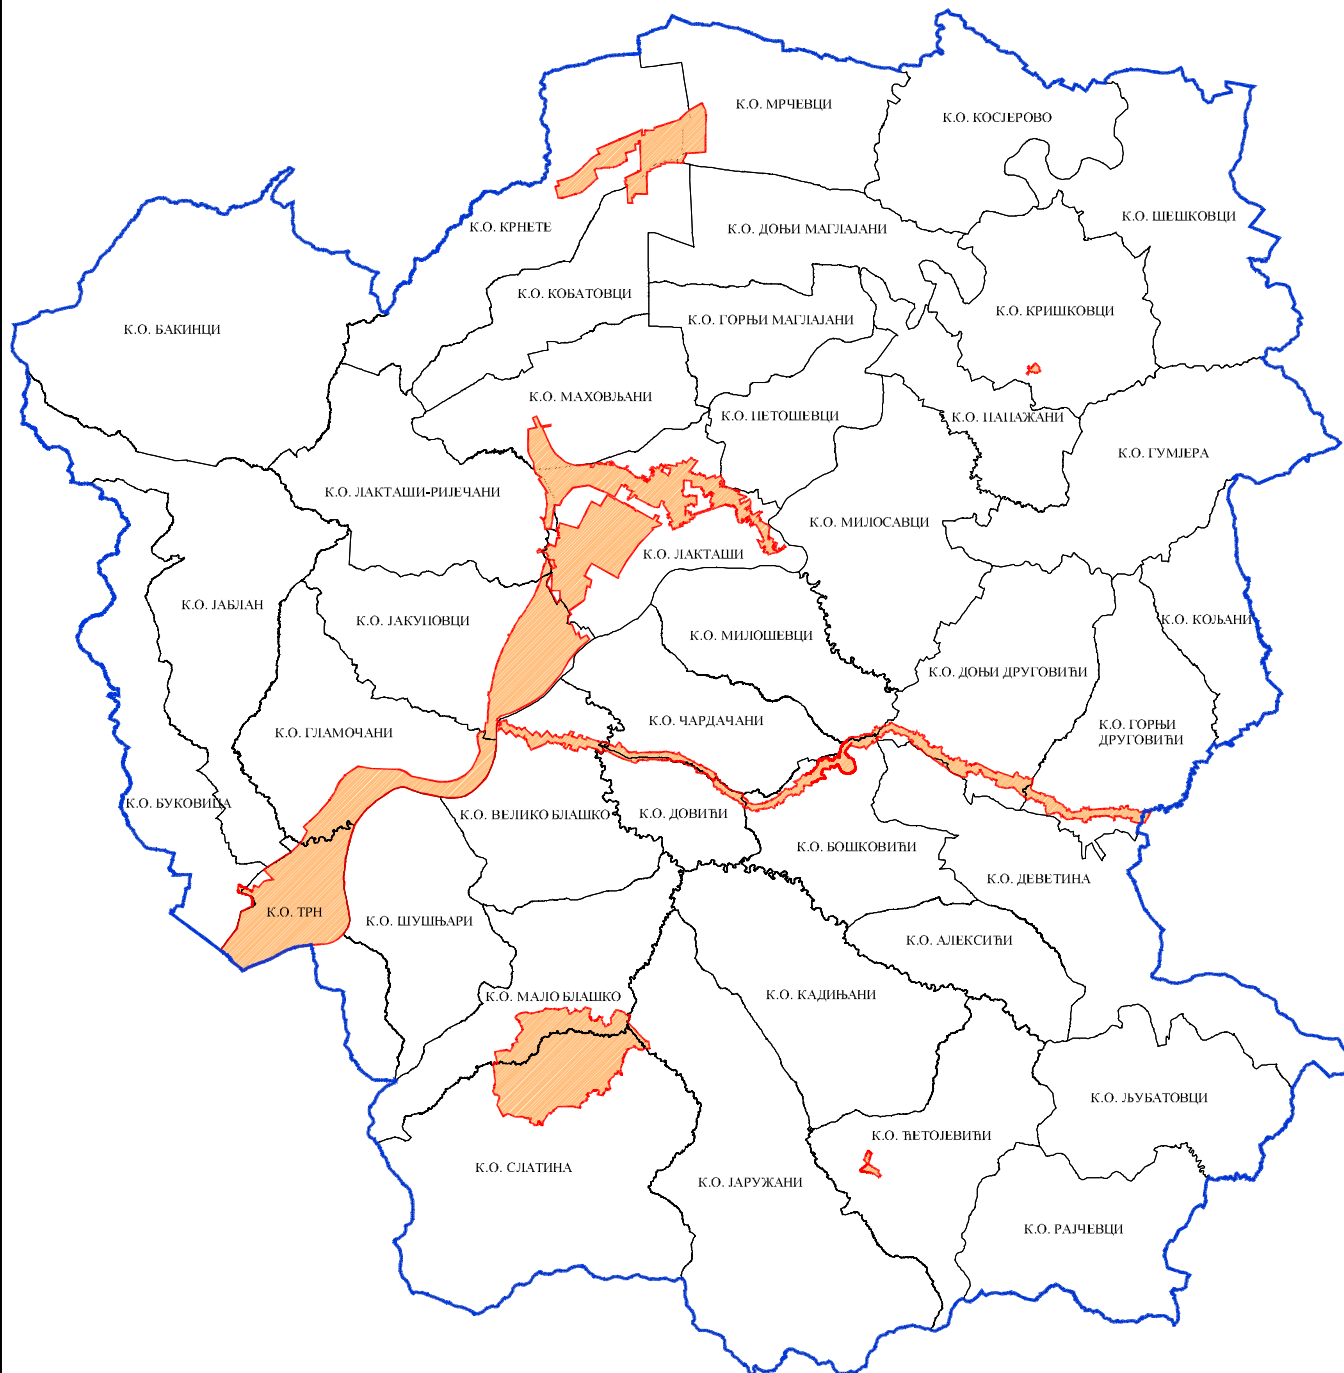 К.О. МРЧЕВЦИ
К.О. КОСЈЕРОВО
К.О. ШЕШКОВЦИ
К.О. КРНЕТЕ
К.О. ДОЊИ МАГЛАЈАНИ
К.О. КОБАТОВЦИ
К.О. КРИШКОВЦИ
К.О. ГОРЊИ МАГЛАЈАНИ
К.О. БАКИНЦИ
К.О. МАХОВЉАНИ
К.О. ПЕТОШЕВЦИ
К.О. ПАПАЖАНИ
К.О. ГУМЈЕРА
К.О. ЛАКТАШИ-РИЈЕЧАНИ
К.О. МИЛОСАВЦИ
К.О. ЛАКТАШИ
К.О. ЈАБЛАН
К.О. ЈАКУПОВЦИ
К.О. КОЉАНИ
К.О. МИЛОШЕВЦИ
К.О. ДОЊИ ДРУГОВИЋИ
К.О. ЧАРДАЧАНИ
К.О. ГОРЊИ
ДРУГОВИЋИ
К.О. ГЛАМОЧАНИ
К.О. БУКОВИЦА
К.О. ВЕЛИКО БЛАШКО
К.О. ДОВИЋИ
К.О. БОШКОВИЋИ
К.О. ДЕВЕТИНА
К.О. ТРН
К.О. ШУШЊАРИ
К.О. АЛЕКСИЋИ
К.О. МАЛО БЛАШКО
К.О. КАДИЊАНИ
К.О. ЉУБАТОВЦИ
К.О. ЋЕТОЈЕВИЋИ
К.О. СЛАТИНА
К.О. ЈАРУЖАНИ
К.О. РАЈЧЕВЦИ